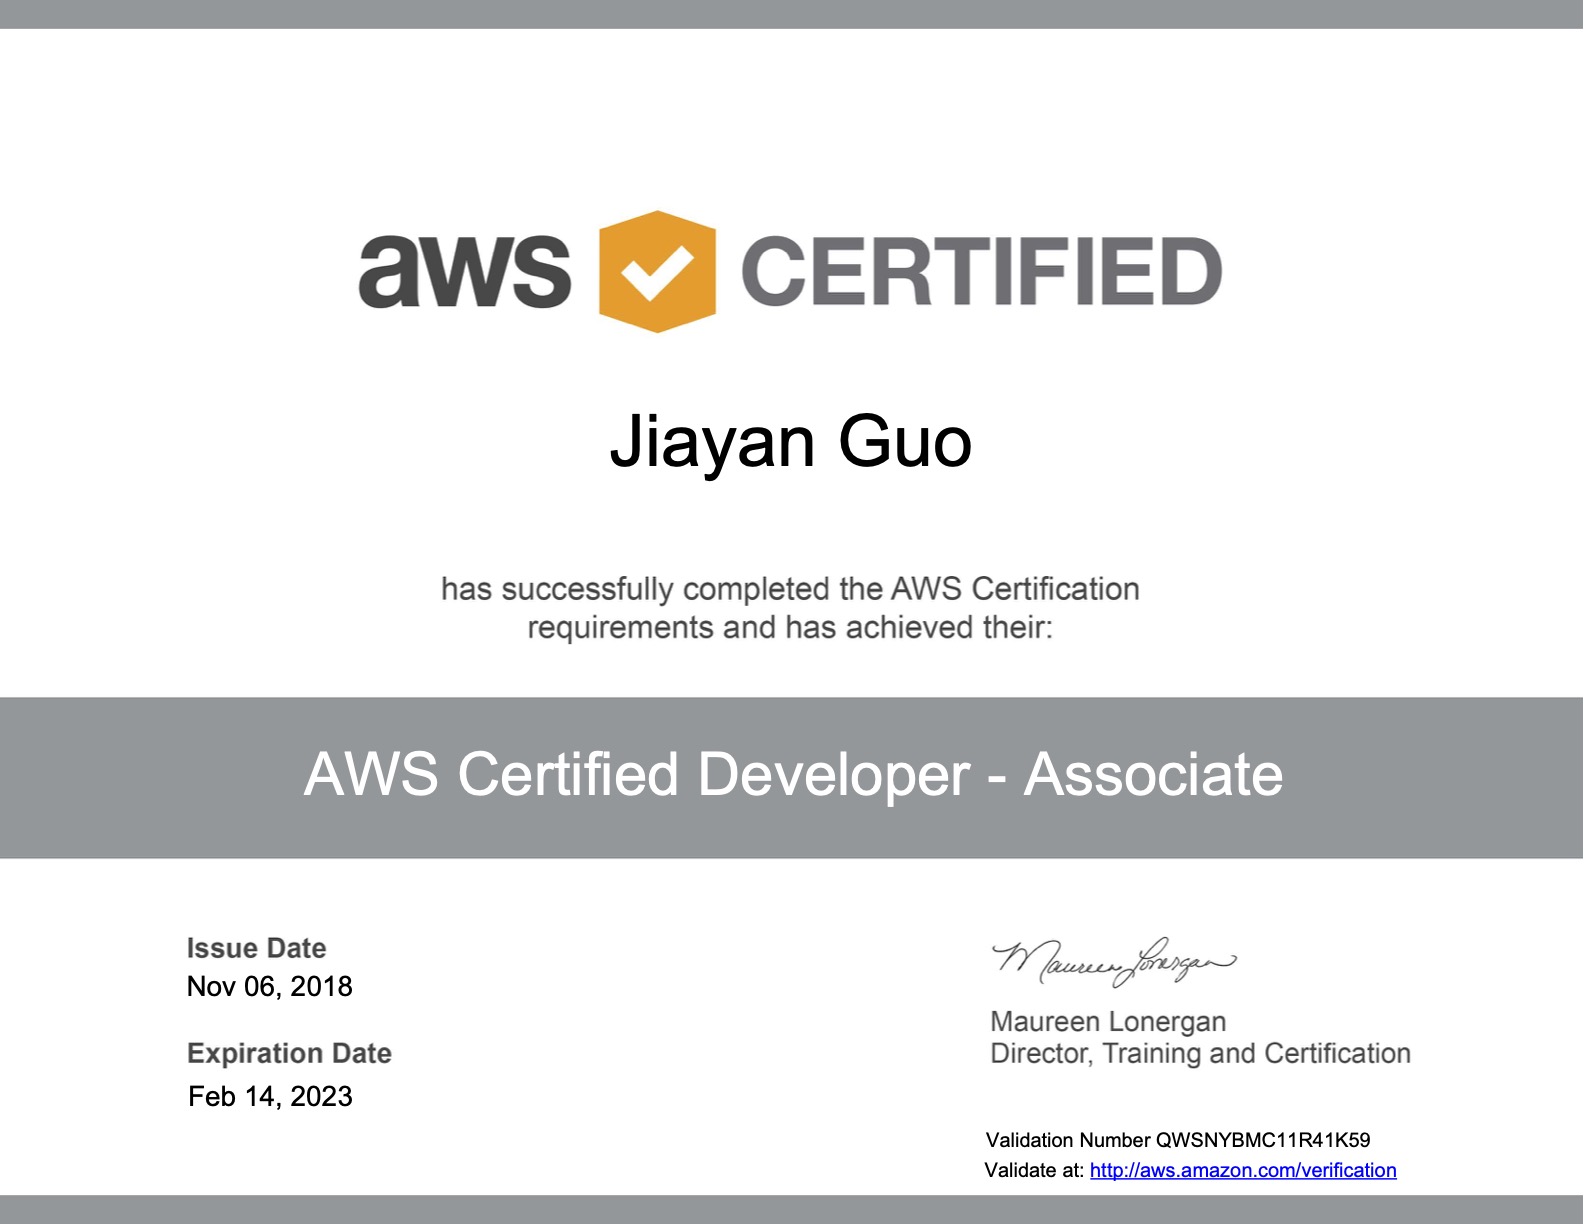 aws CERTIFIED
Jiayan Guo
has successfully completed the AWS Certification
requirements and has achieved their:
AWS Certified Developer - Associate
Issue Date
Nov 06, 2018
Expiration Date
Feb 14, 2023
Maureen Lonergan
Maureen Lonergan
Director, Training and Certification
Validation Number QWSNYBMC11R41K59
Validate at: http://aws.amazon.com/verification